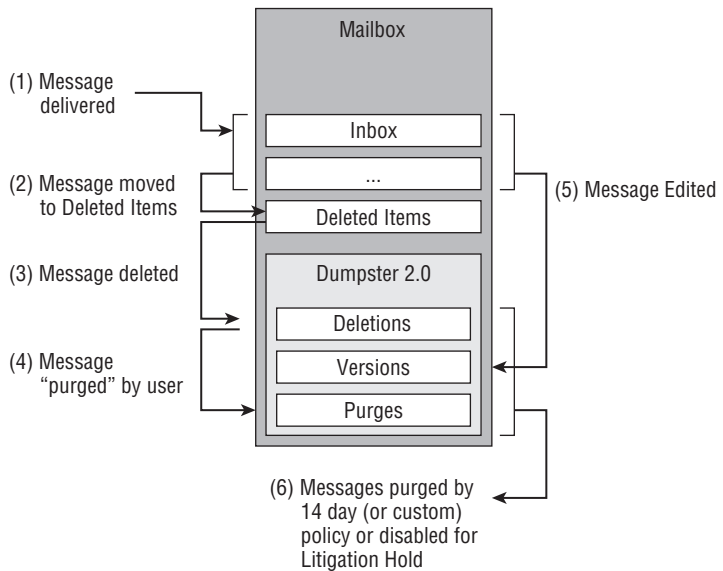 Mailbox
(1) Message
delivered
Inbox
...
(2) Message moved
to Deleted Items
(5) Message Edited
Deleted Items
(3) Message deleted
Dumpster 2.0
Deletions
(4) Message
“purged” by user
Versions
Purges
(6) Messages purged by
14 day (or custom)
policy or disabled for
Litigation Hold